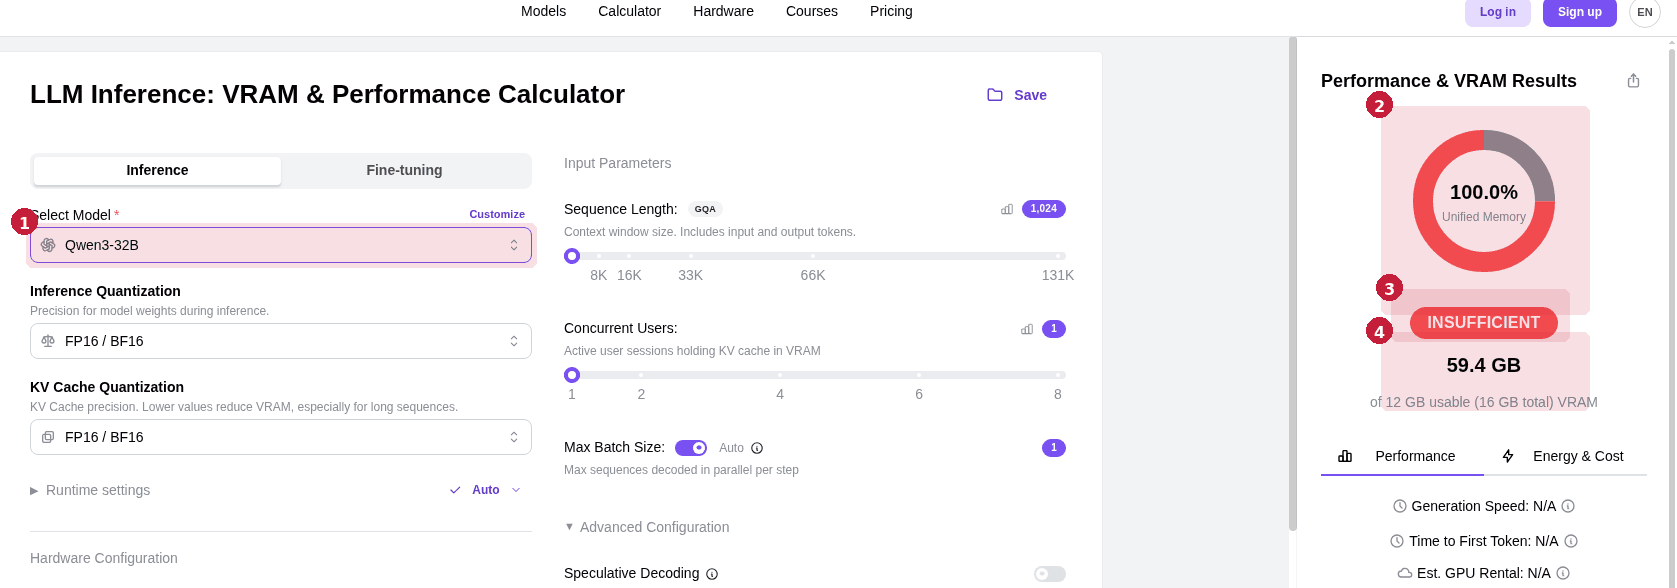 Models Calculator Hardware Courses Pricing Log in Sign up EN
LLM Inference: VRAM & Performance Calculator
Save
Inference Fine-tuning
Select Model *
Customize
1
Qwen3-32B
Inference Quantization
Precision for model weights during inference.
FP16 / BF16
KV Cache Quantization
KV Cache precision. Lower values reduce VRAM, especially for long sequences.
FP16 / BF16
Runtime settings Auto
Hardware Configuration
Input Parameters
Sequence Length: GQA 1,024
Context window size. Includes input and output tokens.
8K 16K 33K 66K 131K
Concurrent Users: 1
Active user sessions holding KV cache in VRAM
1 2 4 6 8
Max Batch Size: Auto 1
Max sequences decoded in parallel per step
Advanced Configuration
Speculative Decoding
Performance & VRAM Results
2
100.0%
Unified Memory
3
INSUFFICIENT
4
59.4 GB
of 12 GB usable (16 GB total) VRAM
Performance Energy & Cost
Generation Speed: N/A
Time to First Token: N/A
Est. GPU Rental: N/A